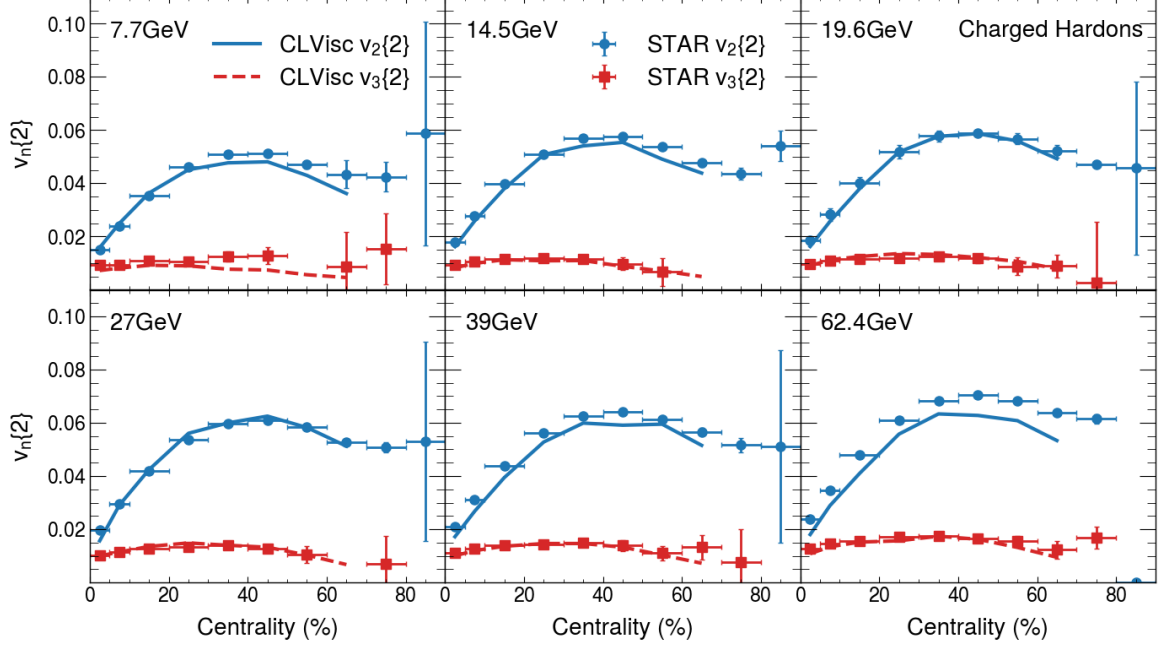 7.7GeV
CLVisc v₂{2}
CLVisc v₃{2}
14.5GeV
STAR v₂{2}
STAR v₃{2}
19.6GeV
Charged Hardons
vₙ{2}
0.10
0.08
0.06
0.04
0.02
27GeV
39GeV
62.4GeV
vₙ{2}
0.10
0.08
0.06
0.04
0.02
0 20 40 60 80
0 20 40 60 80
0 20 40 60 80
Centrality (%)
Centrality (%)
Centrality (%)